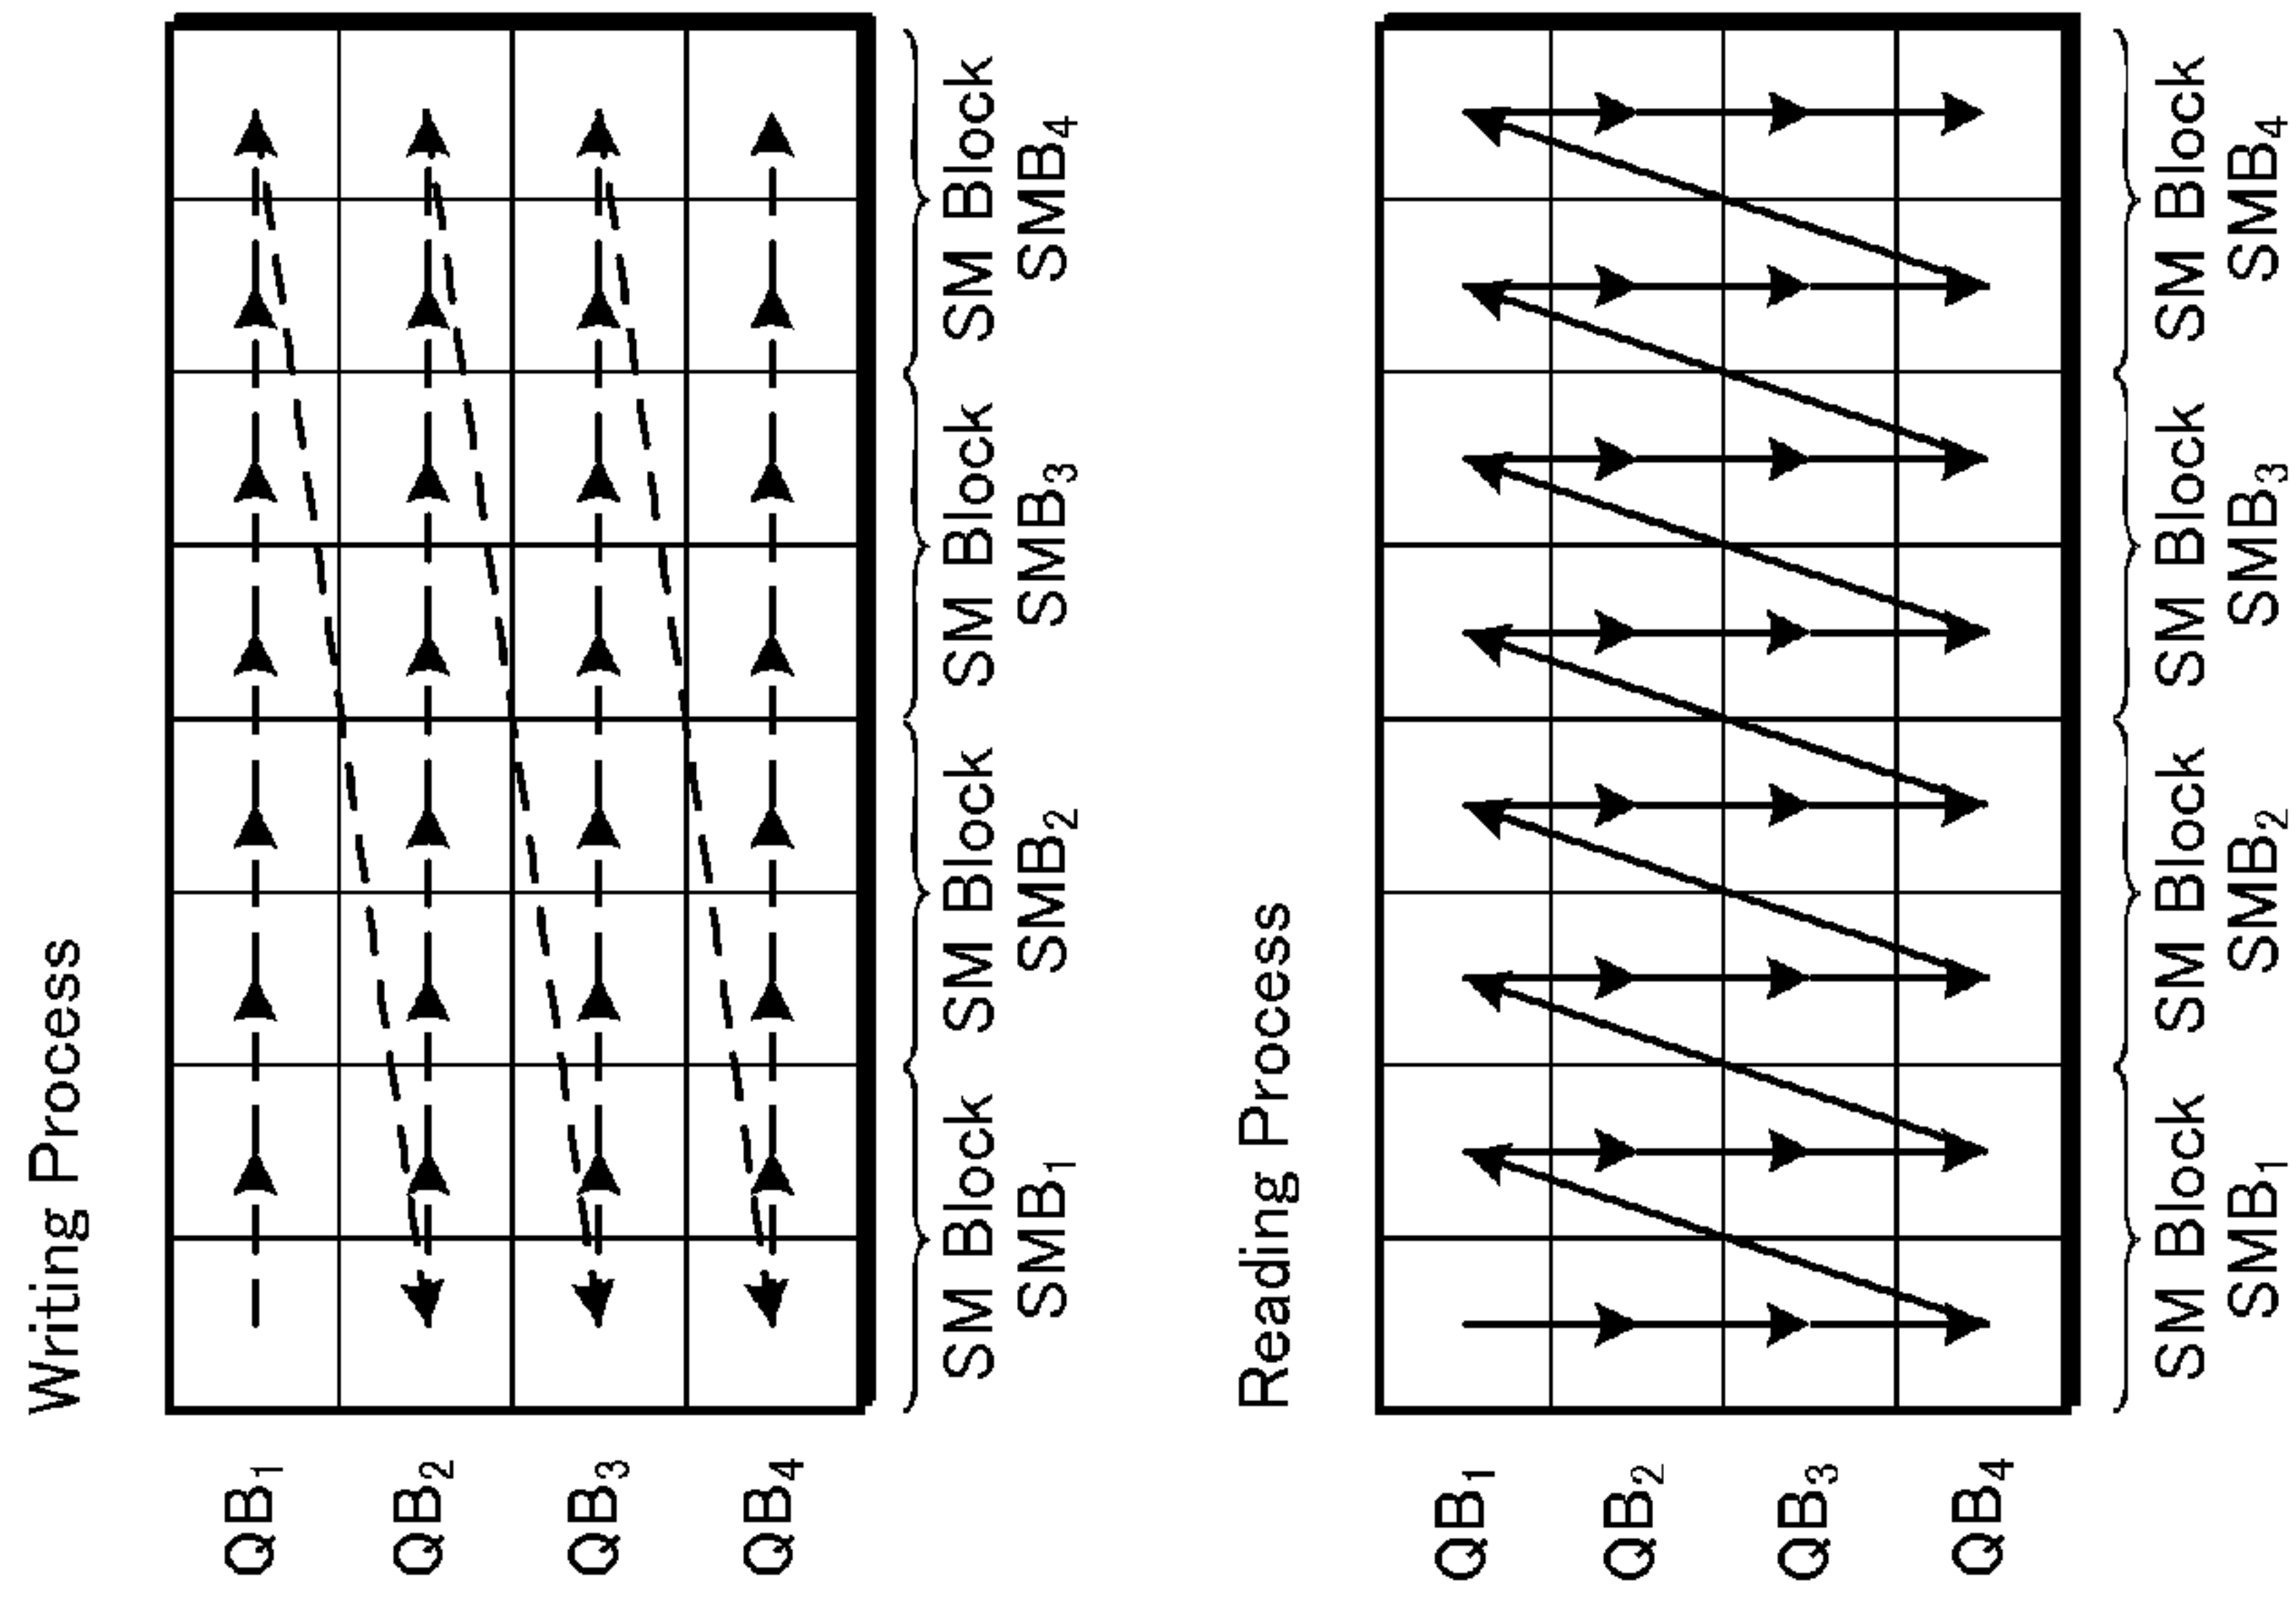 Writing Process
QB1
QB2
QB3
QB4
SM Block SM Block SM Block SM Block
SMB1 SMB2 SMB3 SMB4
Reading Process
QB1
QB2
QB3
QB4
SM Block SM Block SM Block SM Block
SMB1 SMB2 SMB3 SMB4